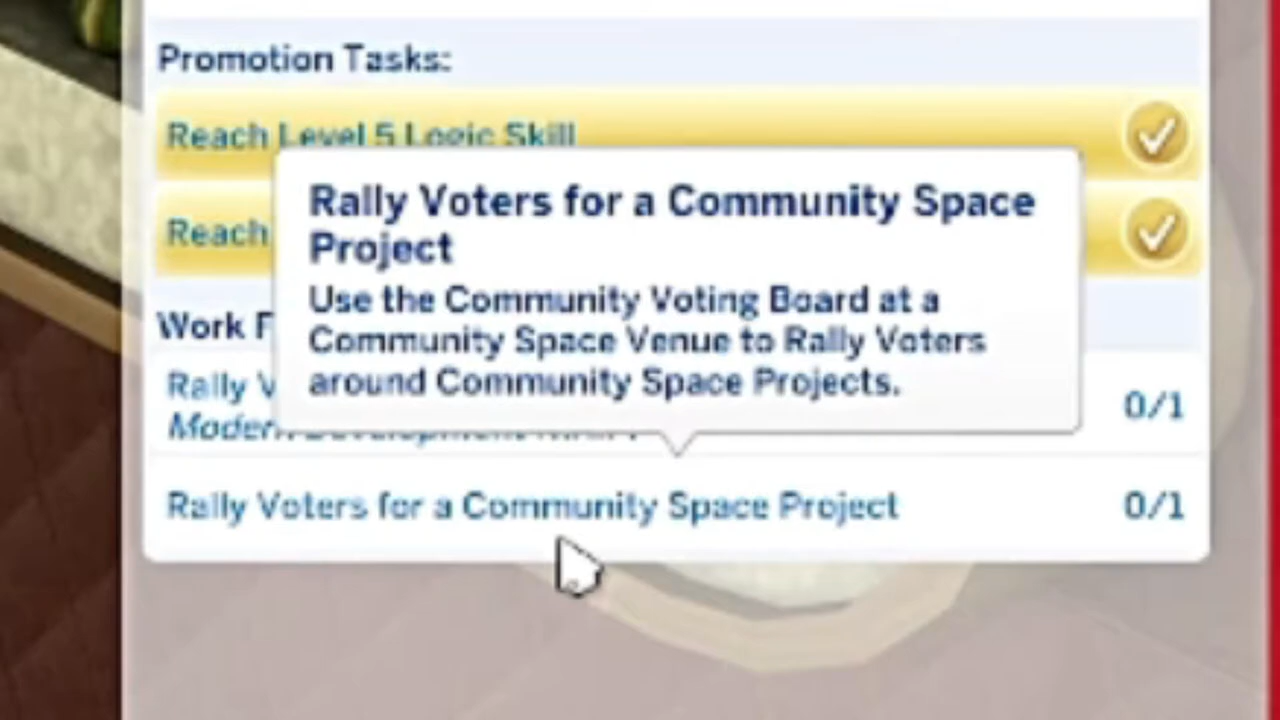 Promotion Tasks:
Reach Level 5 Logic Skill
Rally Voters for a Community Space
Project
Reach
Use the Community Voting Board at a
Community Space Venue to Rally Voters
around Community Space Projects.
Work F
Rally V
0/1
Modern Development
Rally Voters for a Community Space Project 0/1